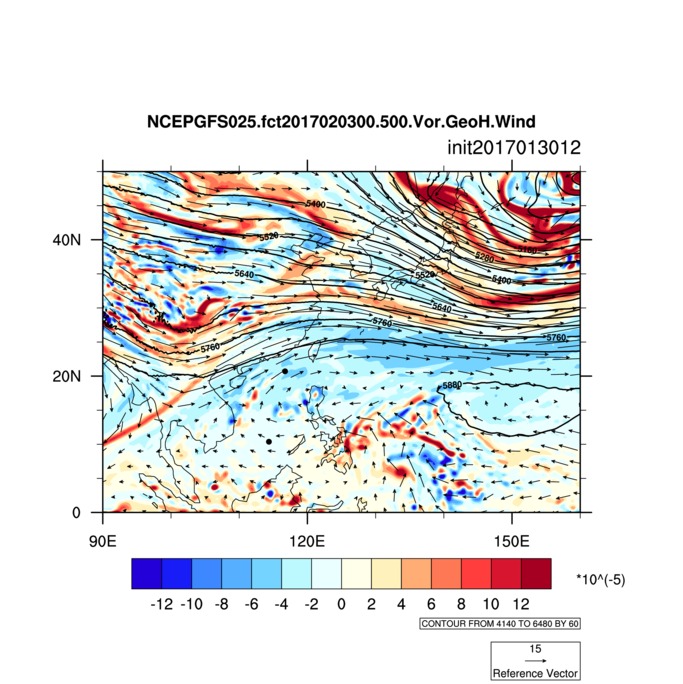 NCEPGFS025.fct2017020300.500.Vor.GeoH.Wind
init2017013012
5400
5520
5640
5760
5520
5280
5160
5400
5640
5760
5760
5880
40N
20N
0
90E 120E 150E
-12 -10 -8 -6 -4 -2 0 2 4 6 8 10 12
*10^(-5)
CONTOUR FROM 4140 TO 6480 BY 60
15
Reference Vector